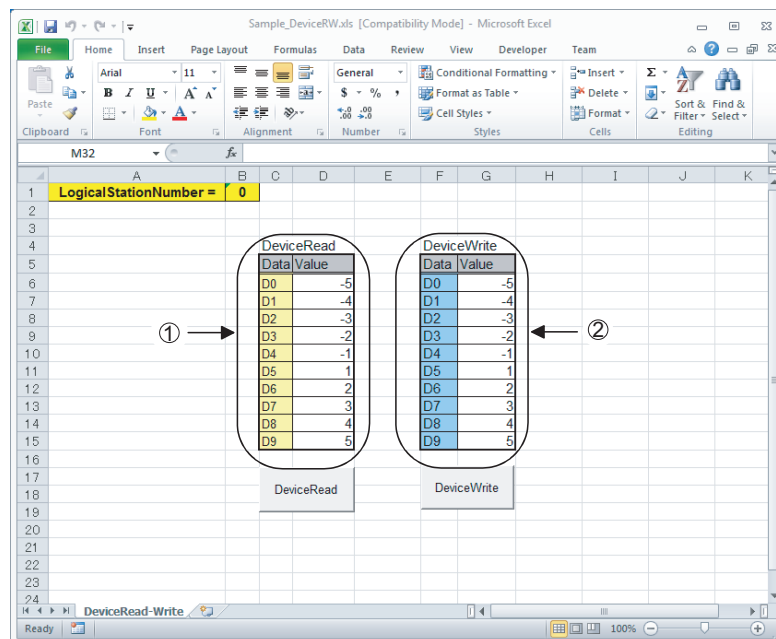 Sample_DeviceRW.xls [Compatibility Mode] - Microsoft Excel
File Home Insert Page Layout Formulas Data Review View Developer Team
Arial 11 General Conditional Formatting Insert Σ
Paste B I U A A $ % , Format as Table Delete Sort & Find &
A .00 .00 Cell Styles Format Filter Select
Clipboard Font Alignment Number Styles Cells Editing
M32 fx
A B C D E F G H I J K
1 LogicalStationNumber = 0
2
3
4 DeviceRead DeviceWrite
5 Data Value Data Value
6 D0 -5 D0 -5
7 D1 -4 D1 -4
8 D2 -3 D2 -3
9 ① D3 -2 D3 -2 ②
10 D4 -1 D4 -1
11 D5 1 D5 1
12 D6 2 D6 2
13 D7 3 D7 3
14 D8 4 D8 4
15 D9 5 D9 5
16
17
18 DeviceRead DeviceWrite
19
20
21
22
23
24
DeviceRead-Write
Ready 100%